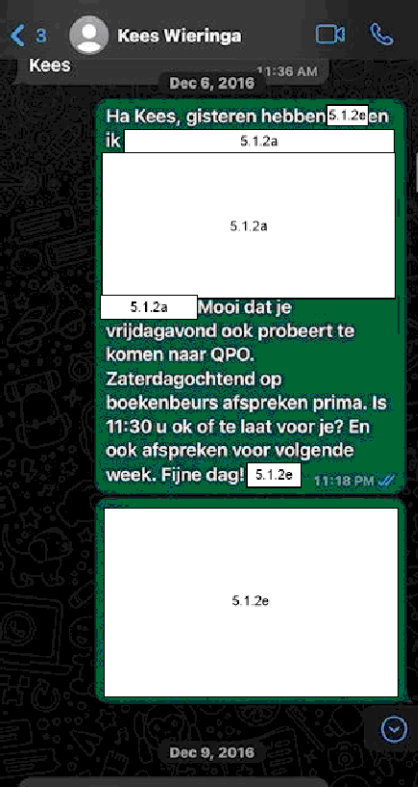 3 Kees Wieringa
Kees
11:36 AM
Dec 6, 2016
Ha Kees, gisteren hebben 5.1.2e en
ik 5.1.2a
5.1.2a
5.1.2a Mooi dat je
vrijdagavond ook probeert te
komen naar QPO.
Zaterdagochtend op
boekenbeurs afspreken prima. Is
11:30 u ok of te laat voor je? En
ook afspreken voor volgende
week. Fijne dag! 5.1.2e 11:18 PM
5.1.2e
Dec 9, 2016